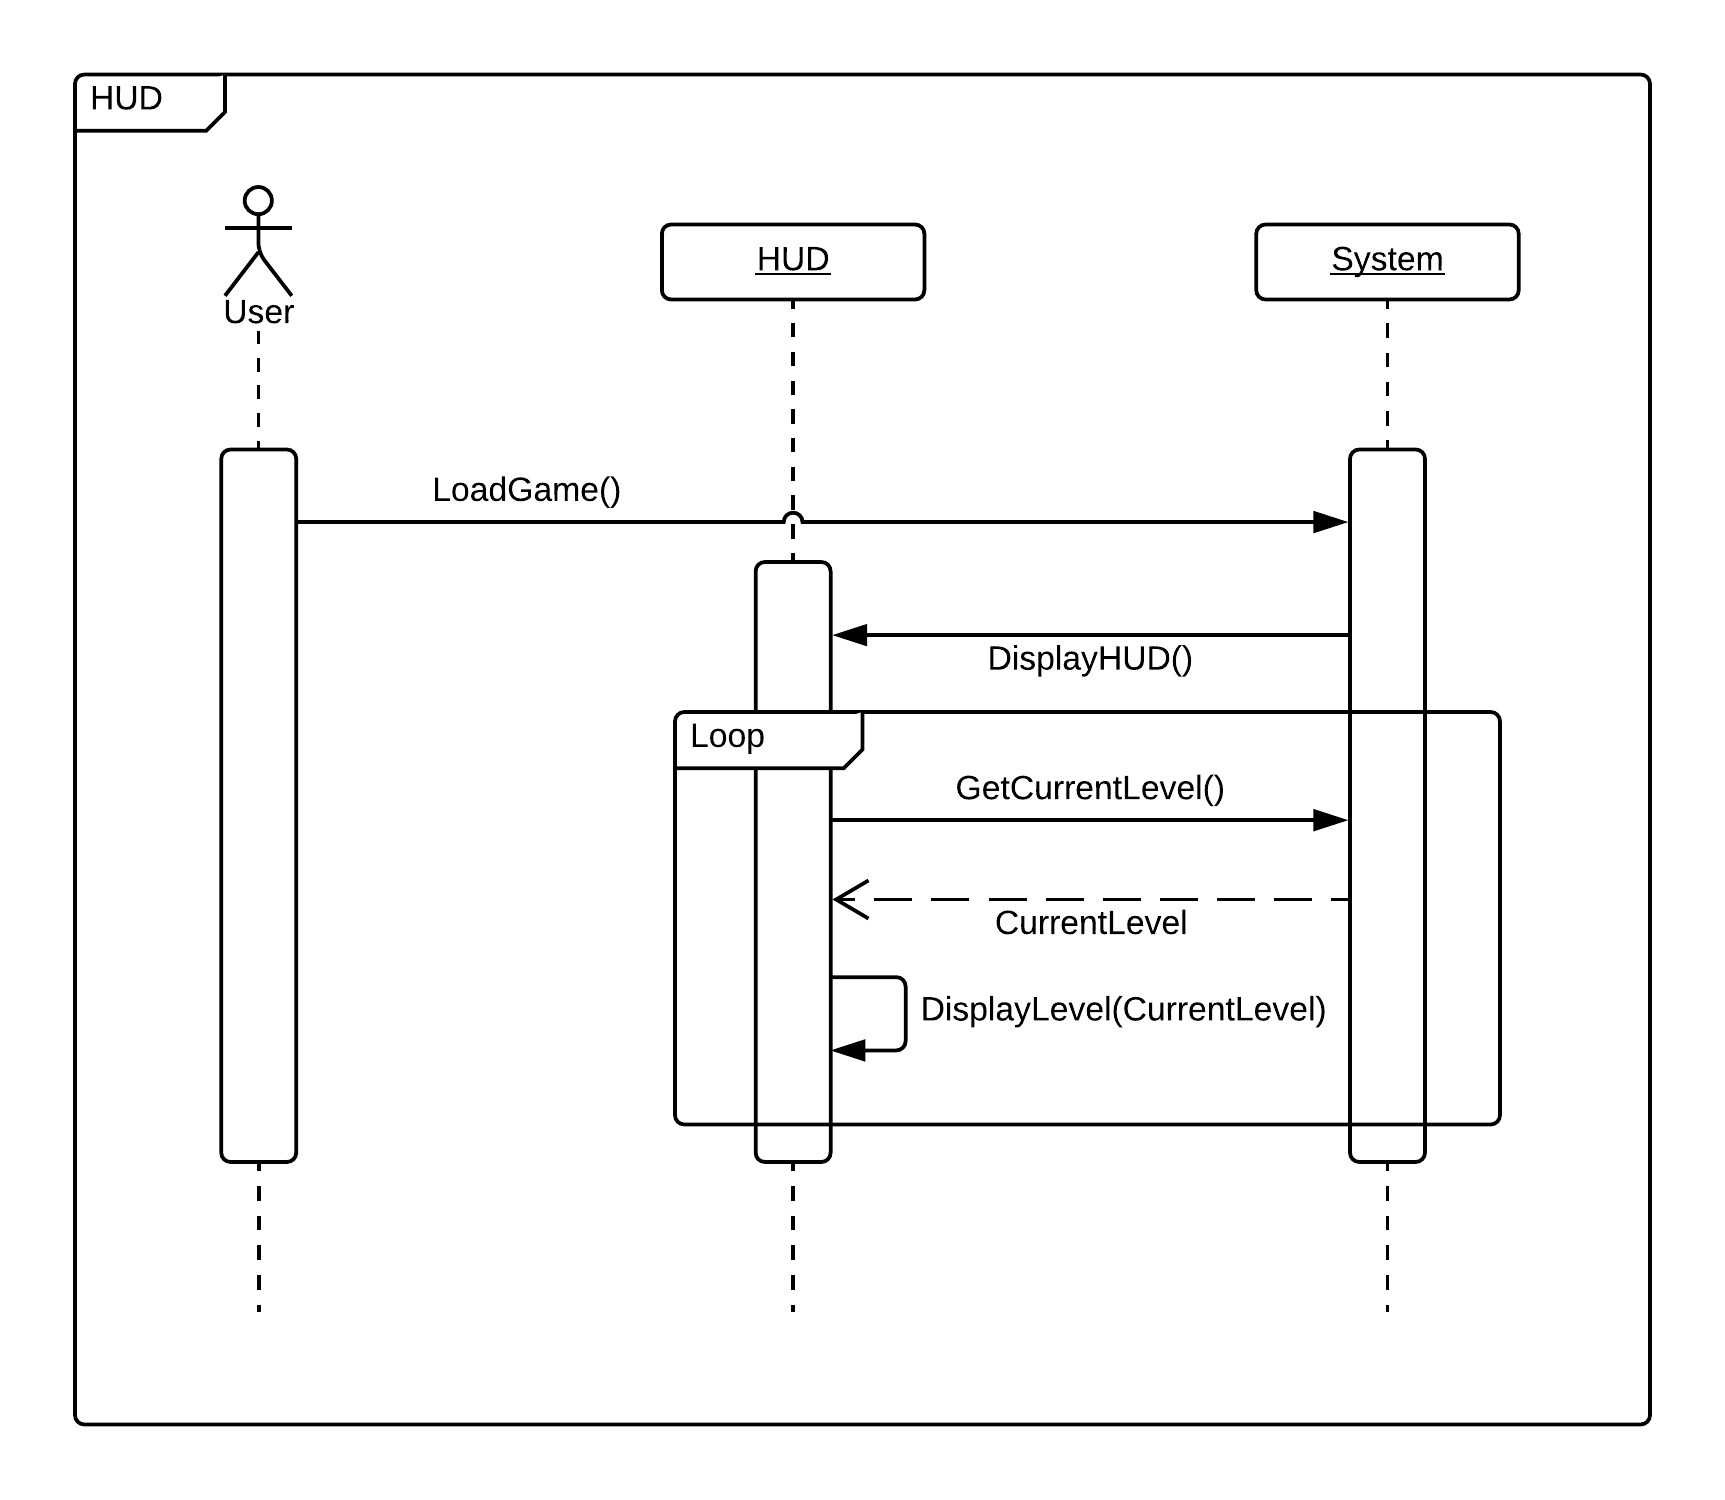 HUD
User
HUD
System
LoadGame()
DisplayHUD()
Loop
GetCurrentLevel()
CurrentLevel
DisplayLevel(CurrentLevel)